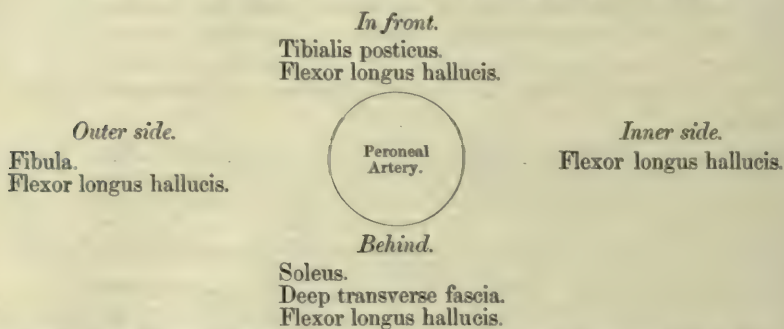 In front.
Tibialis posticus.
Flexor longus hallucis.
Outer side.
Fibula.
Flexor longus hallucis.
Peroneal
Artery.
Inner side.
Flexor longus hallucis.
Behind.
Soleus.
Deep transverse fascia.
Flexor longus hallucis.